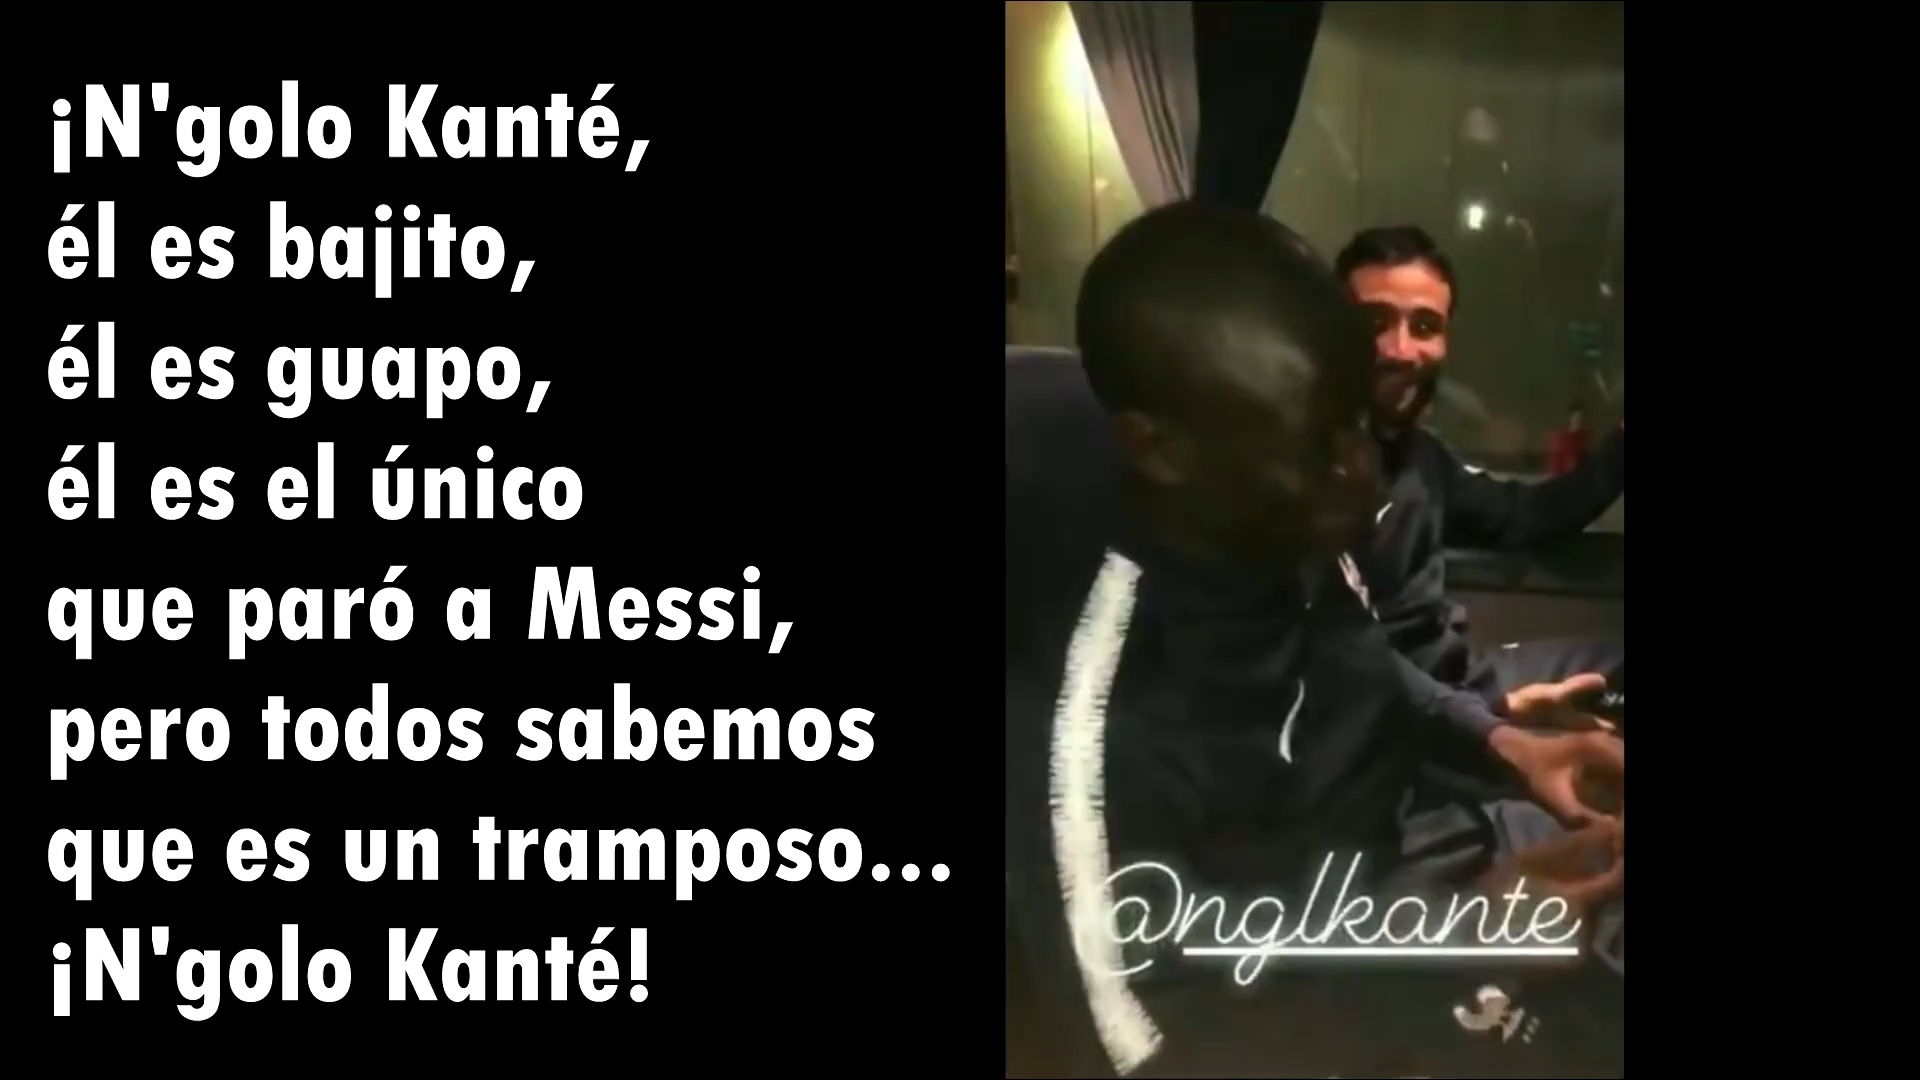 ¡N'golo Kanté,
él es bajito,
él es guapo,
él es el único
que paró a Messi,
pero todos sabemos
que es un tramposo...
¡N'golo Kanté!
@nglkante